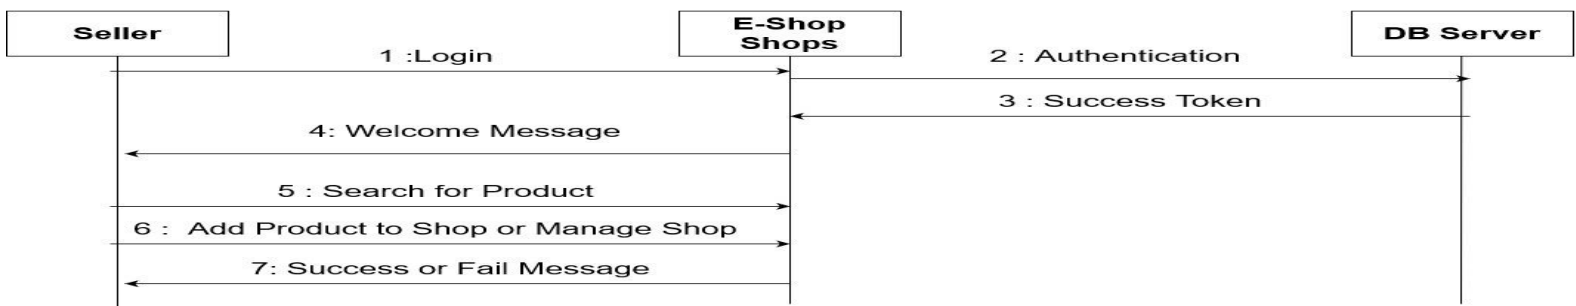 Seller
E-Shop
Shops
DB Server
1 :Login
2 : Authentication
3 : Success Token
4: Welcome Message
5 : Search for Product
6 : Add Product to Shop or Manage Shop
7: Success or Fail Message